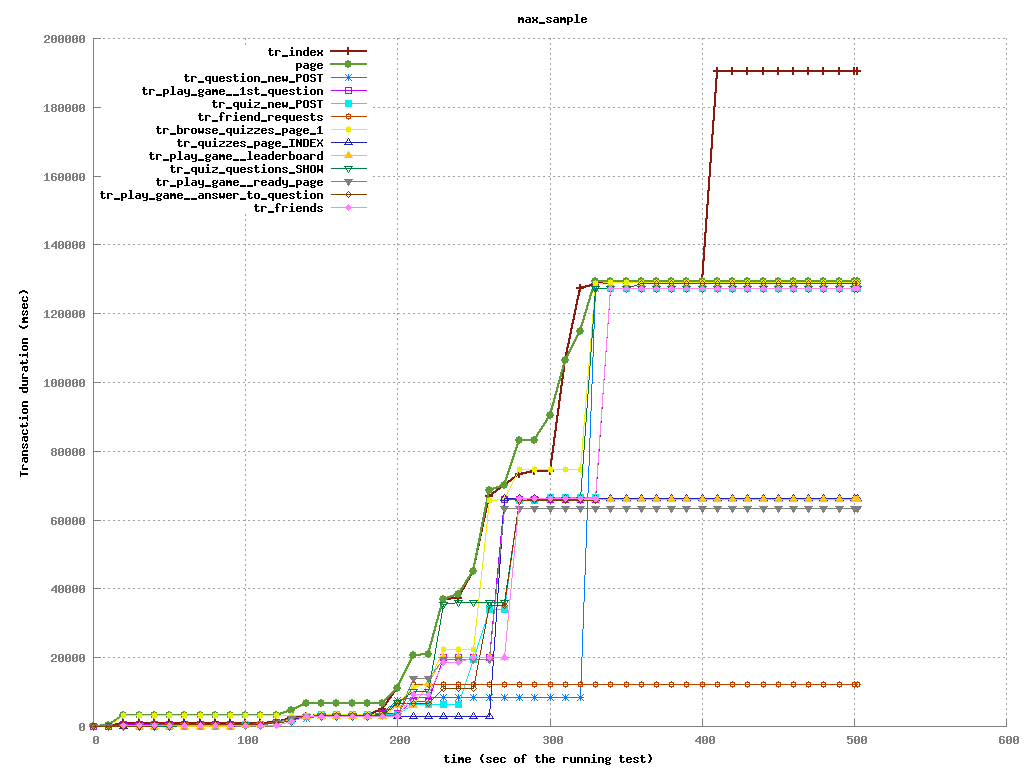 max_sample
200000
180000
160000
140000
120000
100000
80000
60000
40000
20000
0
Transaction duration (msec)
tr_index
page
tr_question_new_POST
tr_play_game__1st_question
tr_quiz_new_POST
tr_friend_requests
tr_browse_quizzes_page_1
tr_quizzes_page_INDEX
tr_play_game__leaderboard
tr_quiz_questions_SHOW
tr_play_game__ready_page
tr_play_game__answer_to_question
tr_friends
0 100 200 300 400 500 600
time (sec of the running test)